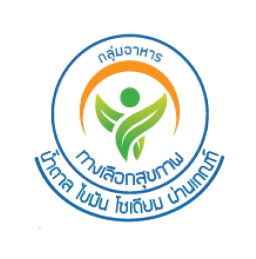 กลุ่มอาหาร
ทางเลือกสุขภาพ
น้ำตาล ไขมัน โซเดียม ผ่านเกณฑ์